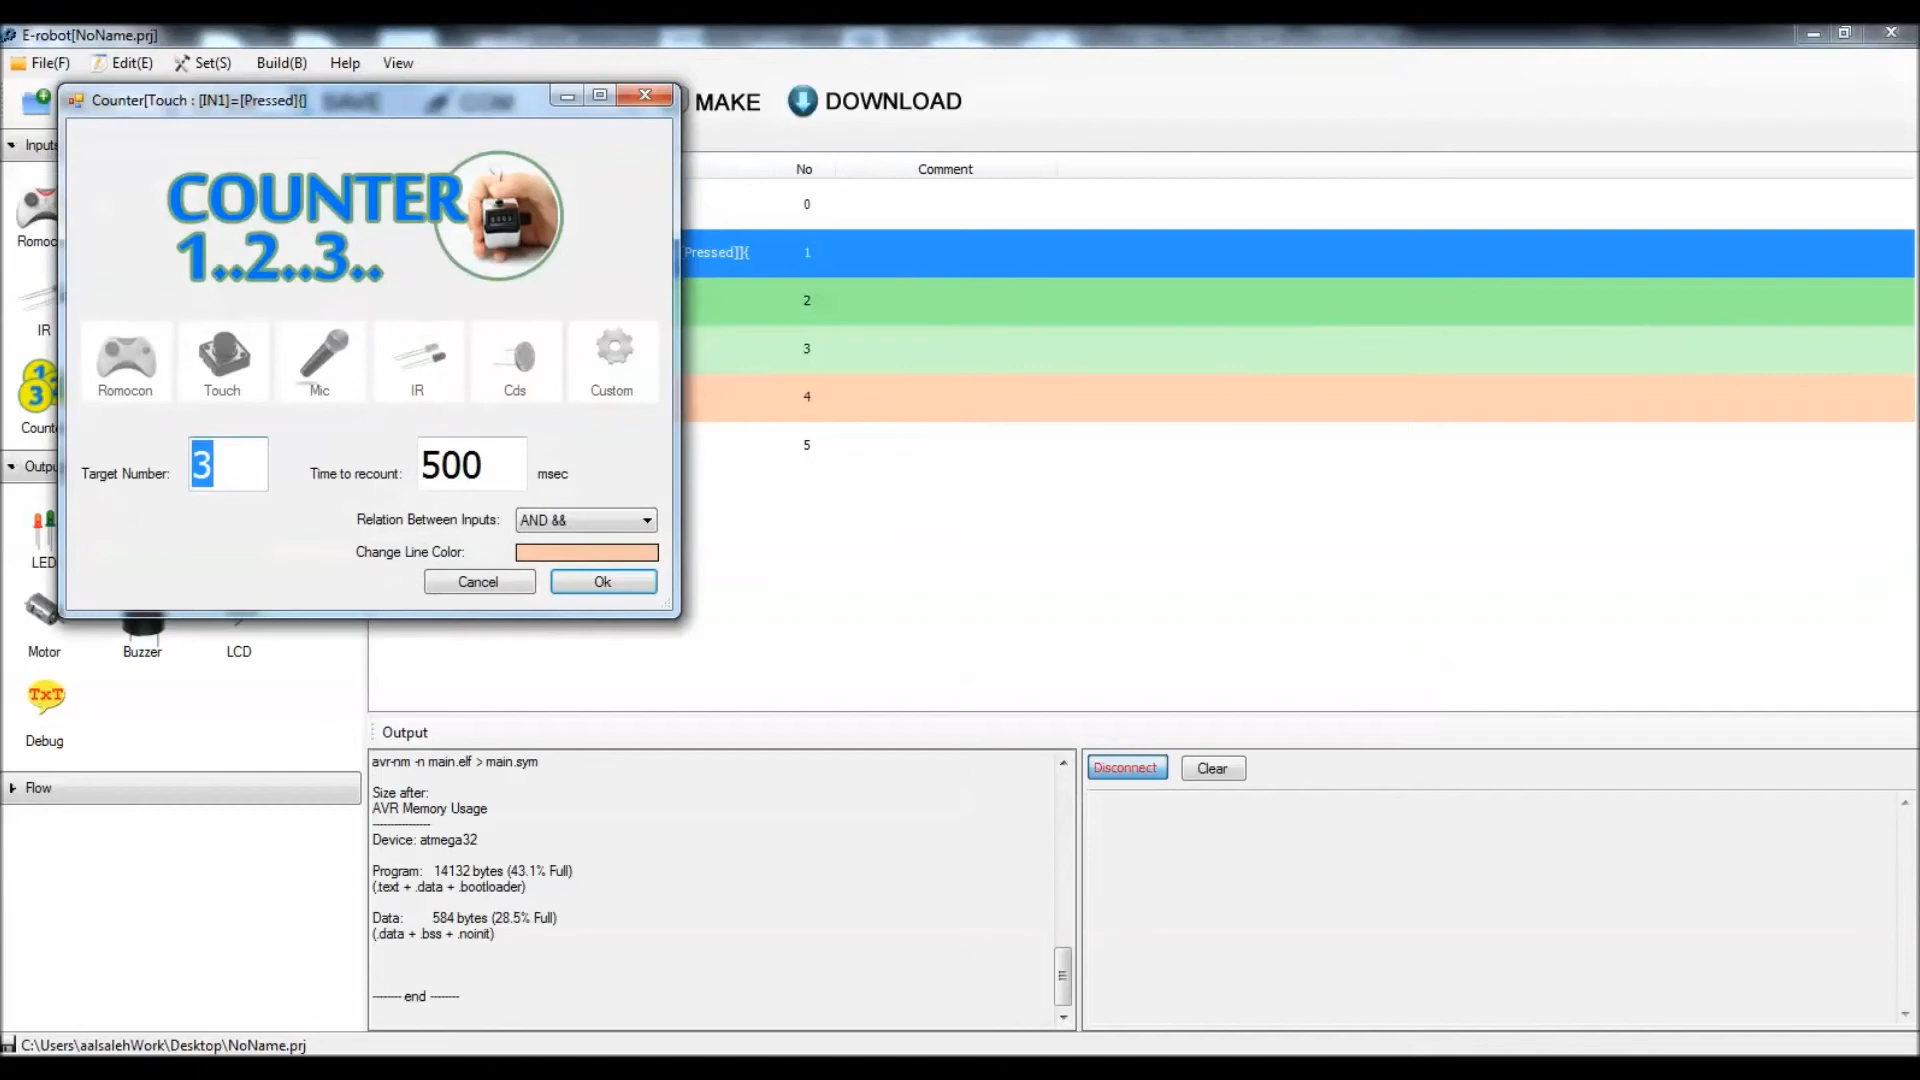 E-robot[NoName.prj]
File(F) Edit(E) Set(S) Build(B) Help View
Counter[Touch : [IN1]=[Pressed]{]
SAVE COM MAKE DOWNLOAD
Inputs
Romoc
IR
Count
Outpu
LED
Motor Buzzer LCD
TxT
Debug
Flow
COUNTER
1..2..3..
Romocon Touch Mic IR Cds Custom
Target Number: 3 Time to recount: 500 msec
Relation Between Inputs: AND &&
Change Line Color:
Cancel Ok
No Comment
0
[Pressed]]{ 1
2
3
4
5
Output
avr-nm -n main.elf > main.sym
Size after:
AVR Memory Usage
----------------
Device: atmega32
Program: 14132 bytes (43.1% Full)
(.text + .data + .bootloader)
Data: 584 bytes (28.5% Full)
(.data + .bss + .noinit)
-------- end --------
Disconnect Clear
C:\Users\aalsalehWork\Desktop\NoName.prj